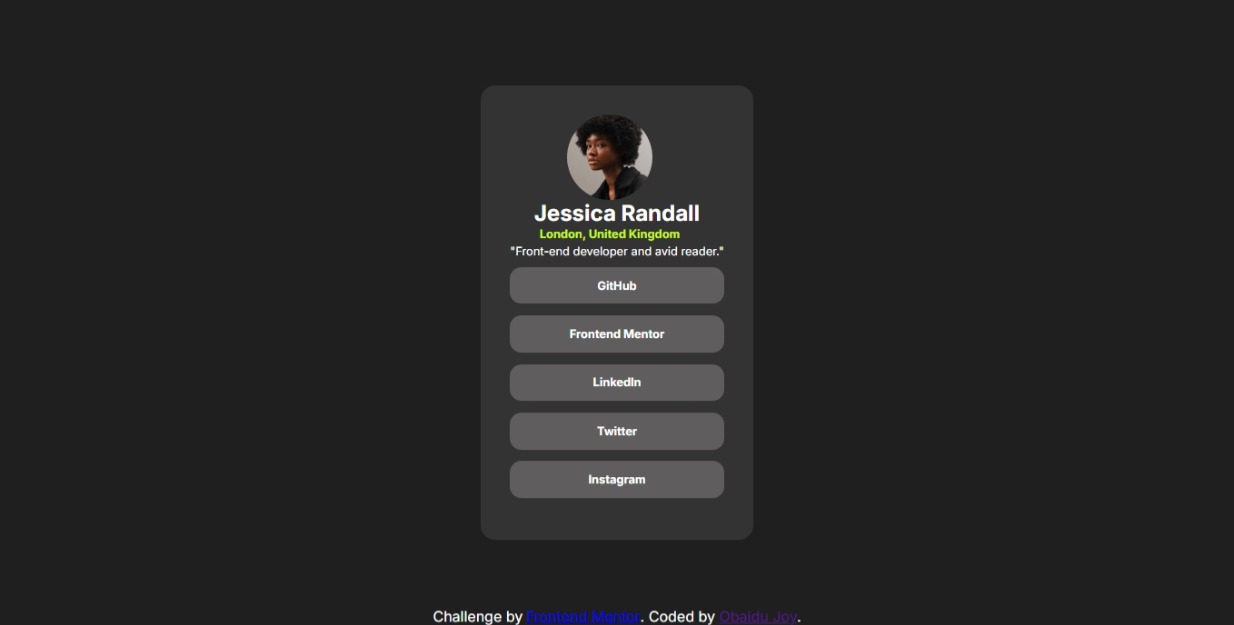 Jessica Randall
London, United Kingdom
"Front-end developer and avid reader."
GitHub
Frontend Mentor
LinkedIn
Twitter
Instagram
Challenge by Frontend Mentor. Coded by Obaidu Joy.